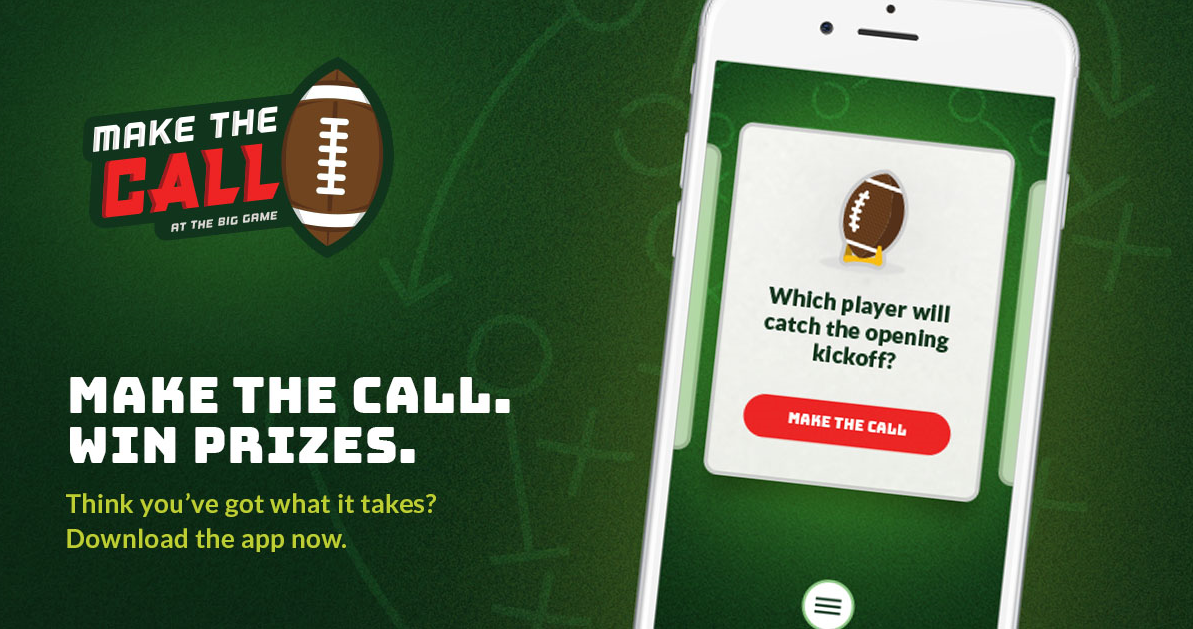 MAKE THE
CALL
AT THE BIG GAME
MAKE THE CALL.
WIN PRIZES.
Think you've got what it takes?
Download the app now.
Which player will
catch the opening
kickoff?
MAKE THE CALL